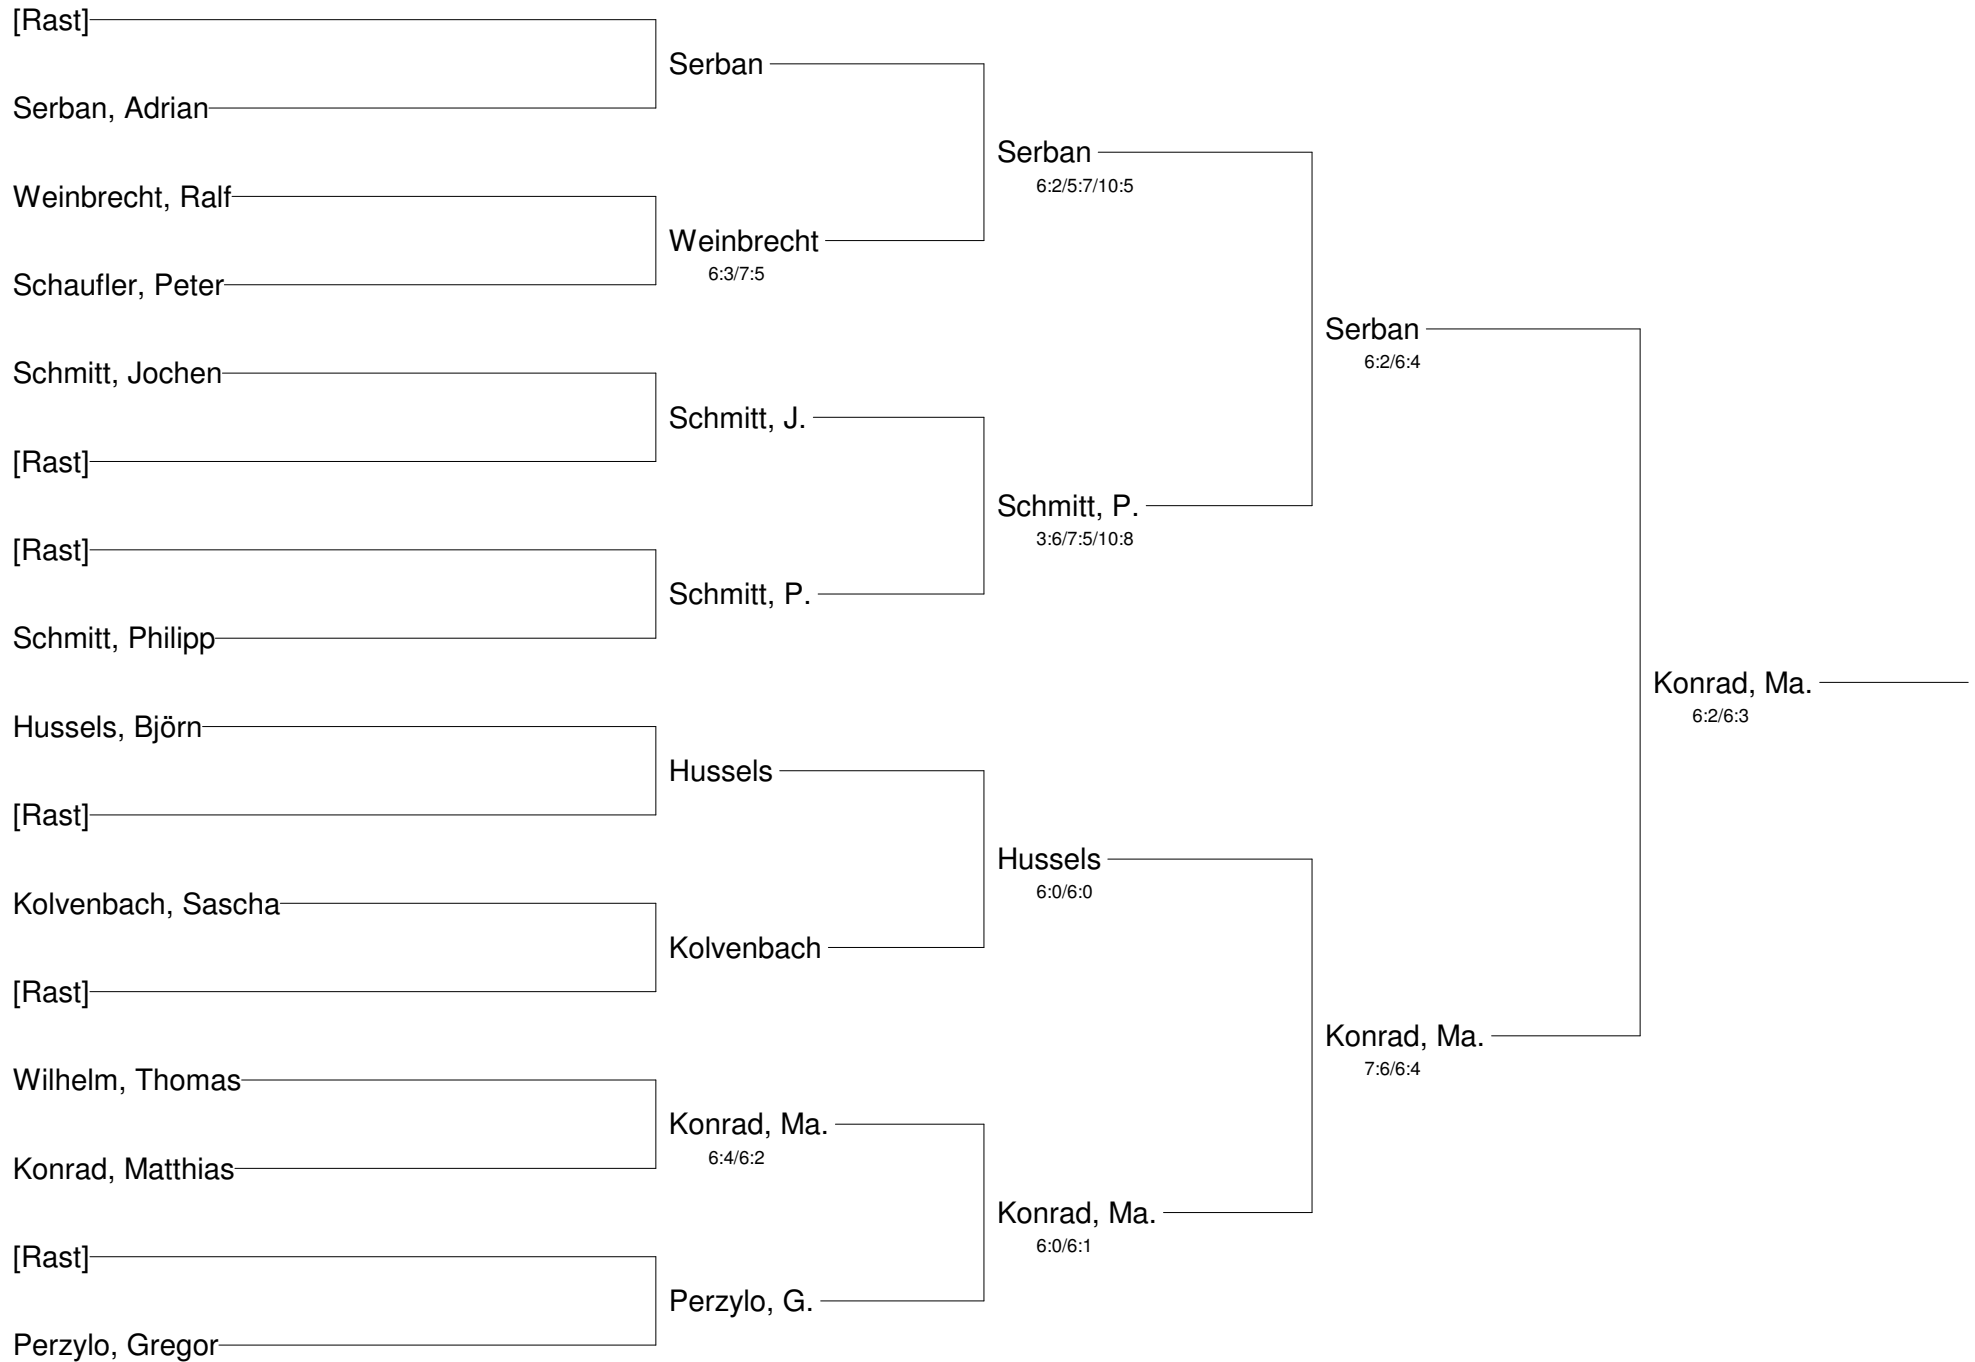 [Rast]
Serban, Adrian
Weinbrecht, Ralf
Schaufler, Peter
Schmitt, Jochen
[Rast]
[Rast]
Schmitt, Philipp
Hussels, Björn
[Rast]
Kolvenbach, Sascha
[Rast]
Wilhelm, Thomas
Konrad, Matthias
[Rast]
Perzylo, Gregor
Serban
Weinbrecht
6:3/7:5
Schmitt, J.
Schmitt, P.
Hussels
Kolvenbach
Konrad, Ma.
6:4/6:2
Perzylo, G.
Serban
6:2/5:7/10:5
Schmitt, P.
3:6/7:5/10:8
Hussels
6:0/6:0
Konrad, Ma.
6:0/6:1
Serban
6:2/6:4
Konrad, Ma.
7:6/6:4
Konrad, Ma.
6:2/6:3